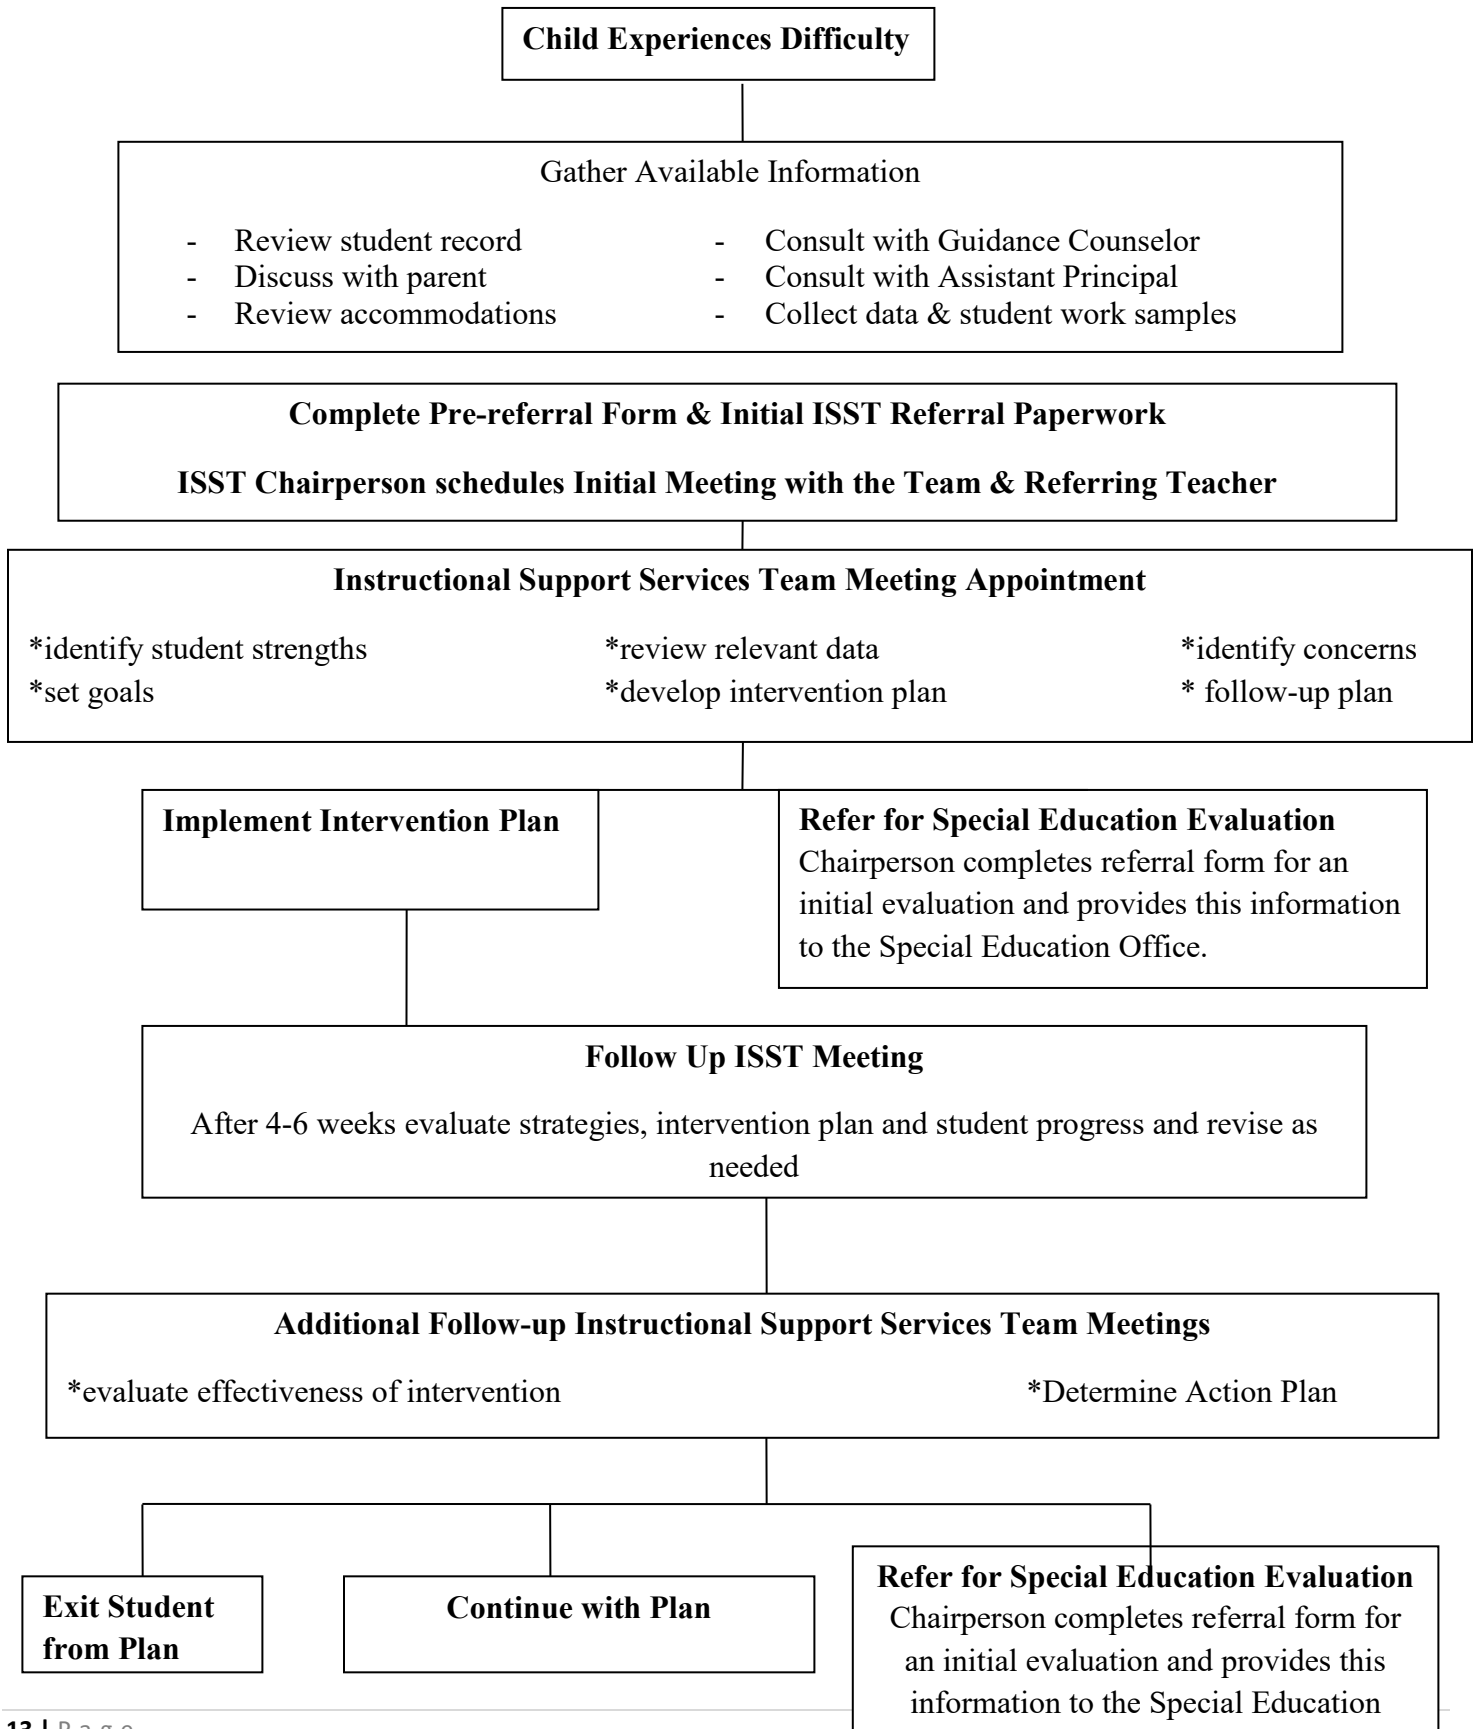 Child Experiences Difficulty
Gather Available Information
- Review student record
- Discuss with parent
- Review accommodations
- Consult with Guidance Counselor
- Consult with Assistant Principal
- Collect data & student work samples
Complete Pre-referral Form & Initial ISST Referral Paperwork
ISST Chairperson schedules Initial Meeting with the Team & Referring Teacher
Instructional Support Services Team Meeting Appointment
*identify student strengths *review relevant data *identify concerns
*set goals *develop intervention plan * follow-up plan
Implement Intervention Plan
Refer for Special Education Evaluation
Chairperson completes referral form for an
initial evaluation and provides this information
to the Special Education Office.
Follow Up ISST Meeting
After 4-6 weeks evaluate strategies, intervention plan and student progress and revise as
needed
Additional Follow-up Instructional Support Services Team Meetings
*evaluate effectiveness of intervention *Determine Action Plan
Exit Student
from Plan
Continue with Plan
Refer for Special Education Evaluation
Chairperson completes referral form for
an initial evaluation and provides this
information to the Special Education
13 | P a g e